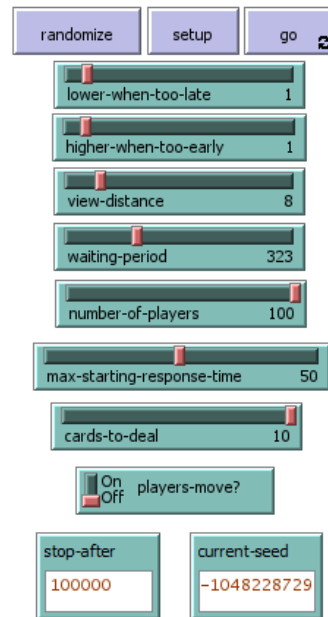 randomize setup go
lower-when-too-late 1
higher-when-too-early 1
view-distance 8
waiting-period 323
number-of-players 100
max-starting-response-time 50
cards-to-deal 10
On
Off players-move?
stop-after current-seed
100000 -1048228729